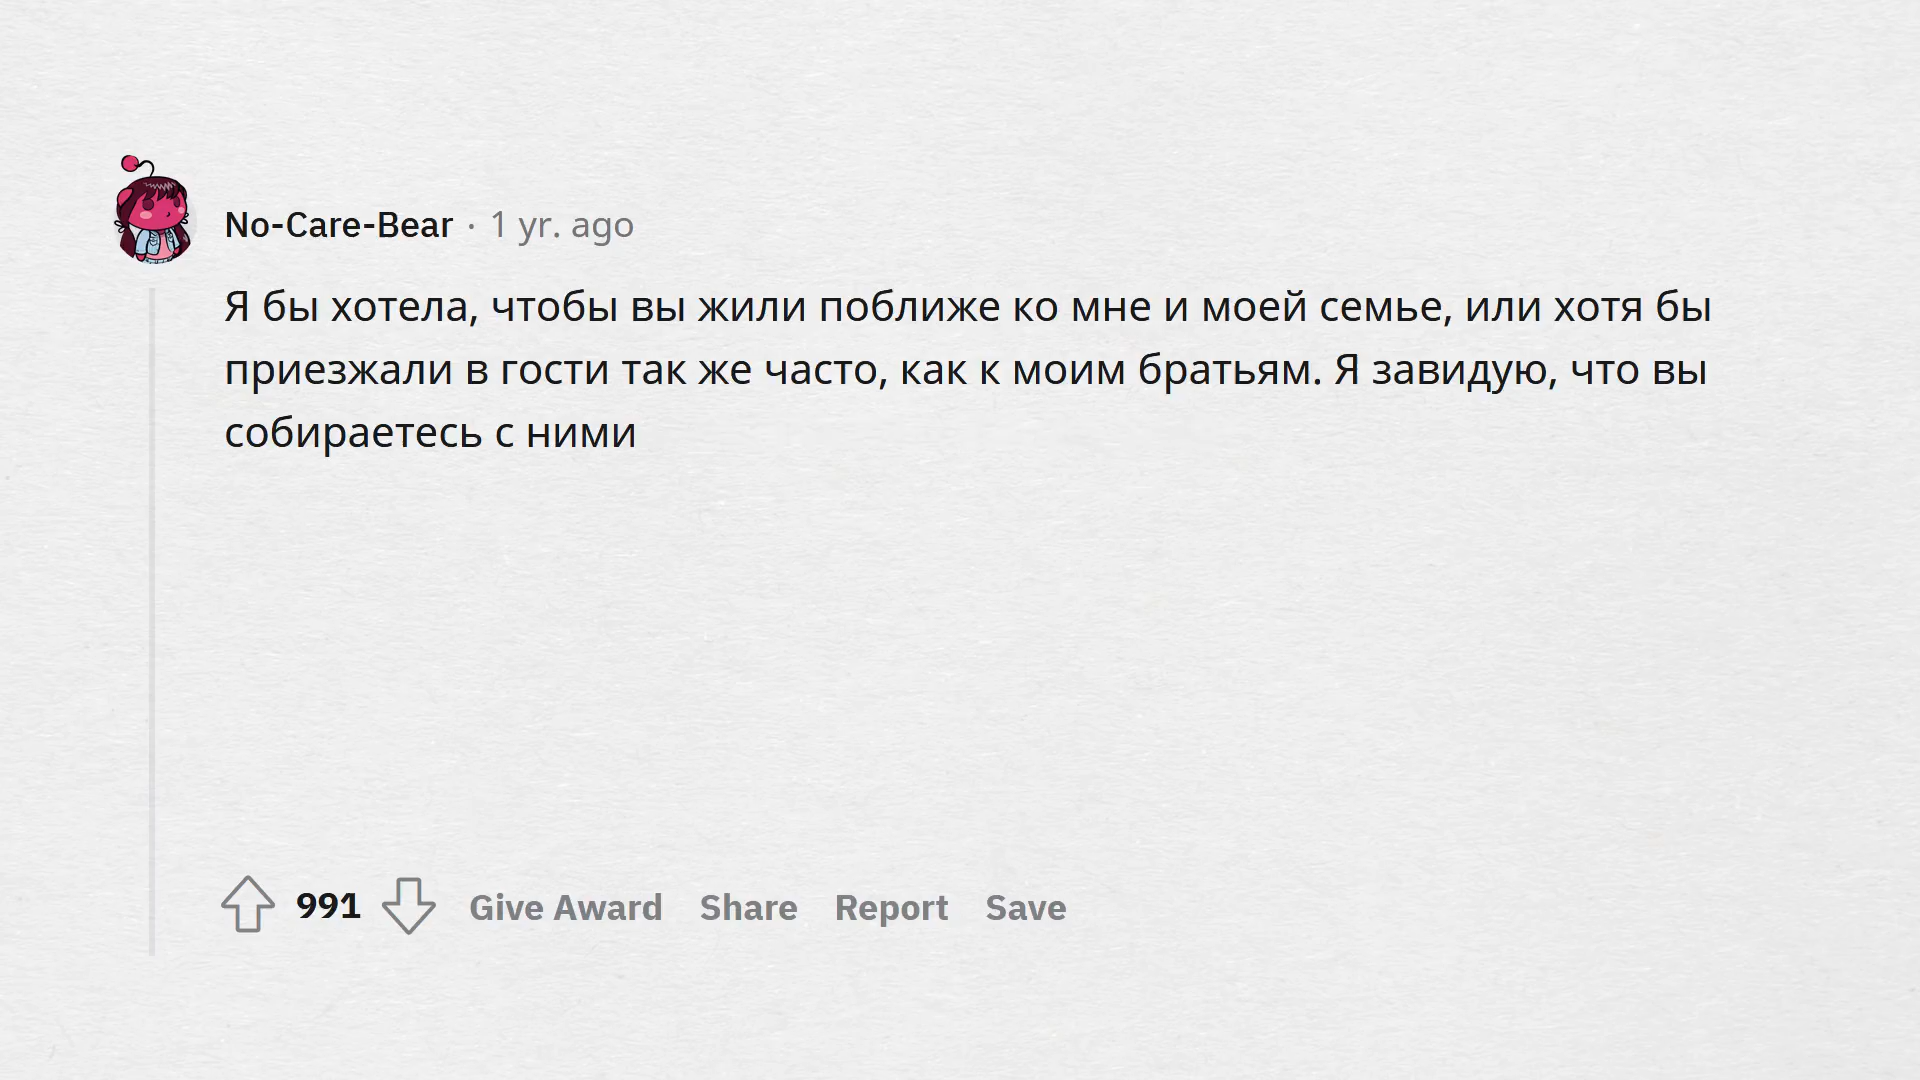 No-Care-Bear · 1 yr. ago
Я бы хотела, чтобы вы жили поближе ко мне и моей семье, или хотя бы
приезжали в гости так же часто, как к моим братьям. Я завидую, что вы
собираетесь с ними
991 Give Award Share Report Save